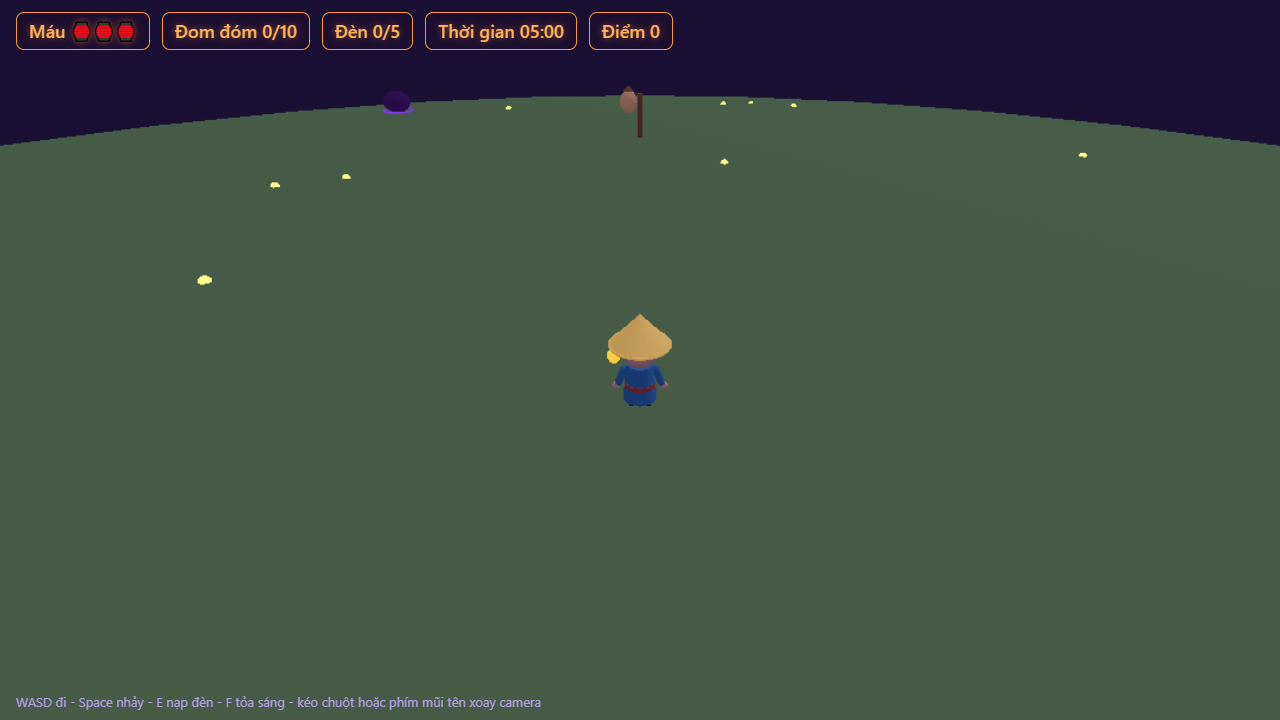 Máu
Đom đóm 0/10
Đèn 0/5
Thời gian 05:00
Điểm 0
WASD đi - Space nhảy - E nạp đèn - F tỏa sáng - kéo chuột hoặc phím mũi tên xoay camera